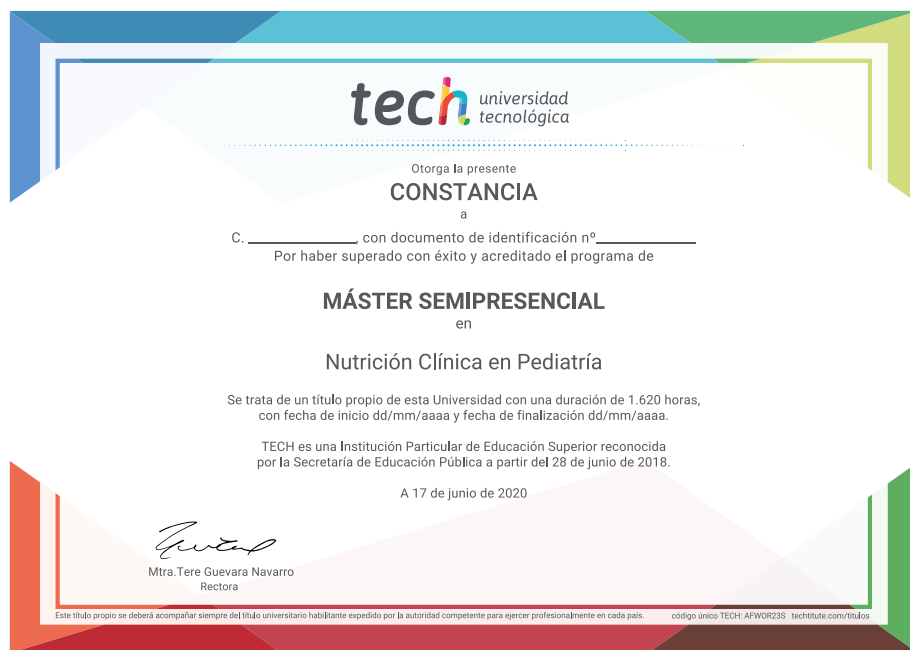 tech universidad
tecnológica
Otorga la presente
CONSTANCIA
a
C. ____________, con documento de identificación nº___________
Por haber superado con éxito y acreditado el programa de
MÁSTER SEMIPRESENCIAL
en
Nutrición Clínica en Pediatría
Se trata de un título propio de esta Universidad con una duración de 1.620 horas,
con fecha de inicio dd/mm/aaaa y fecha de finalización dd/mm/aaaa.
TECH es una Institución Particular de Educación Superior reconocida
por la Secretaría de Educación Pública a partir del 28 de junio de 2018.
A 17 de junio de 2020
Mtra.Tere Guevara Navarro
Rectora
Este título propio se deberá acompañar siempre del título universitario habilitante expedido por la autoridad competente para ejercer profesionalmente en cada país. código único TECH: AFWOR23S techtitute.com/titulos